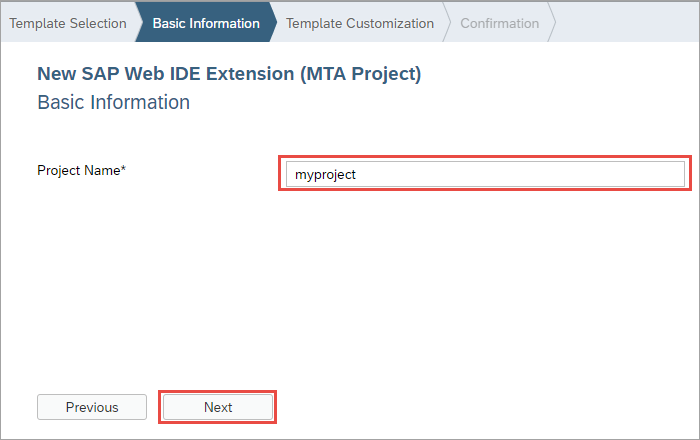 Template Selection Basic Information Template Customization Confirmation
New SAP Web IDE Extension (MTA Project)
Basic Information
Project Name* myproject
Previous Next